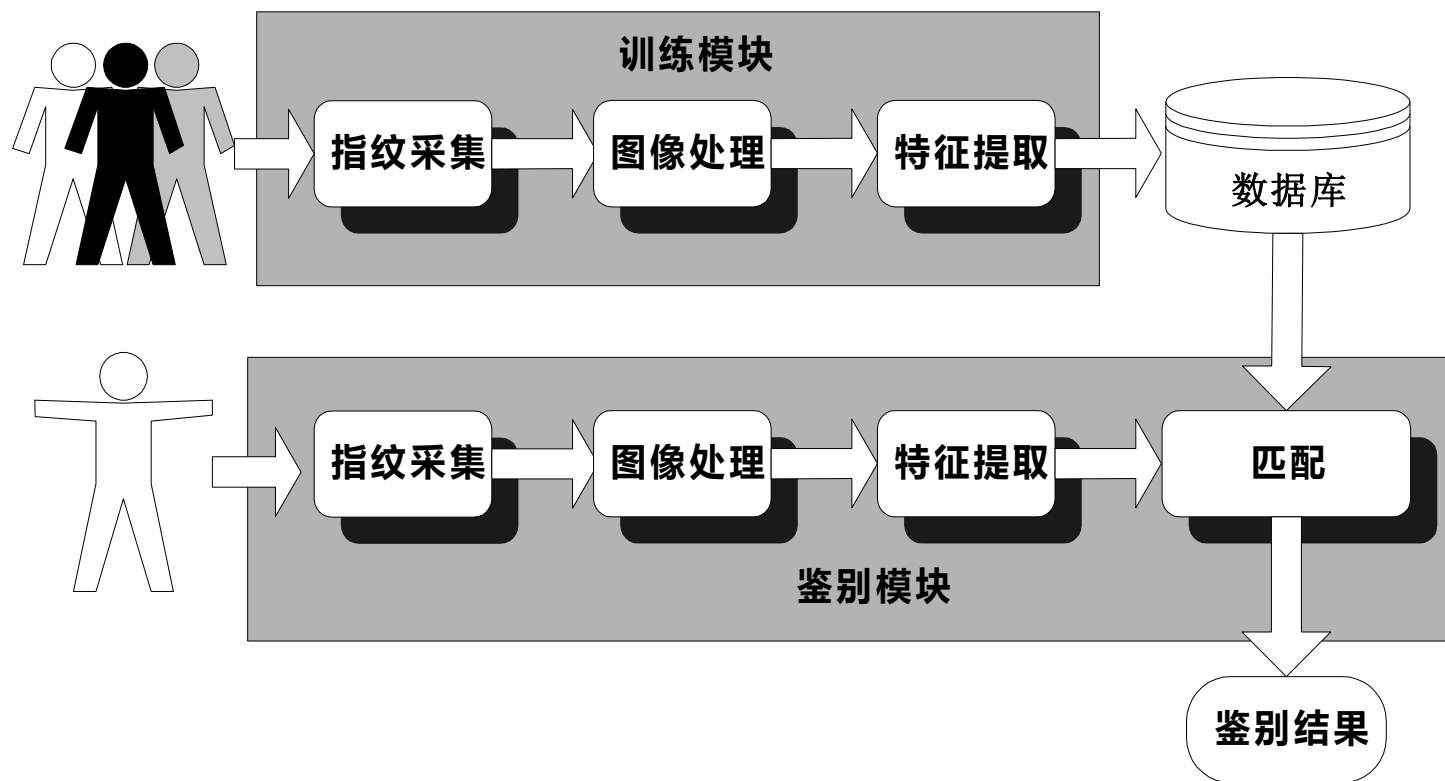 训练模块
指纹采集
图像处理
特征提取
数据库
指纹采集
图像处理
特征提取
匹配
鉴别模块
鉴别结果